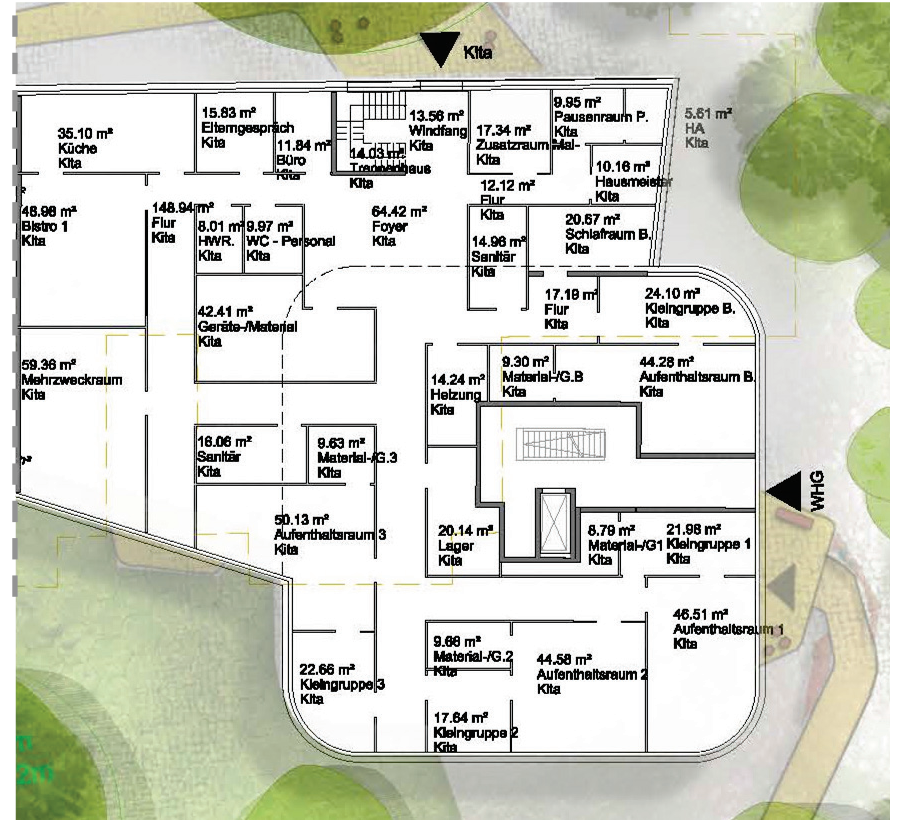 Kita
35.10 m²
Küche
Kita
15.83 m²
Elterngespräch
Kita
11.84 m²
Büro
Kita
14.03 m²
Treppenhaus
Kita
13.56 m²
Windfang
Kita
17.34 m²
Zusatzraum Mal-
Kita
9.95 m²
Pausenraum P.
Kita
5.61 m²
HA
Kita
10.16 m²
Hausmeister
Kita
48.98 m²
Bistro 1
Kita
148.94 m²
Flur
Kita
8.01 m²
HWR.
Kita
9.97 m²
WC - Personal
Kita
64.42 m²
Foyer
Kita
12.12 m²
Flur
Kita
14.96 m²
Sanitär
Kita
20.67 m²
Schlafraum B.
Kita
42.41 m²
Geräte-/Material
Kita
17.19 m²
Flur
Kita
24.10 m²
Kleingruppe B.
Kita
59.36 m²
Mehrzweckraum
Kita
14.24 m²
Heizung
Kita
9.30 m²
Material-/G.B
Kita
44.28 m²
Aufenthaltsraum B.
Kita
16.06 m²
Sanitär
Kita
9.63 m²
Material-/G.3
Kita
WHG
50.13 m²
Aufenthaltsraum 3
Kita
20.14 m²
Lager
Kita
8.79 m²
Material-/G1
Kita
21.98 m²
Kleingruppe 1
Kita
46.51 m²
Aufenthaltsraum 1
Kita
22.66 m²
Kleingruppe 3
Kita
9.66 m²
Material-/G.2
Kita
44.58 m²
Aufenthaltsraum 2
Kita
17.64 m²
Kleingruppe 2
Kita
2m